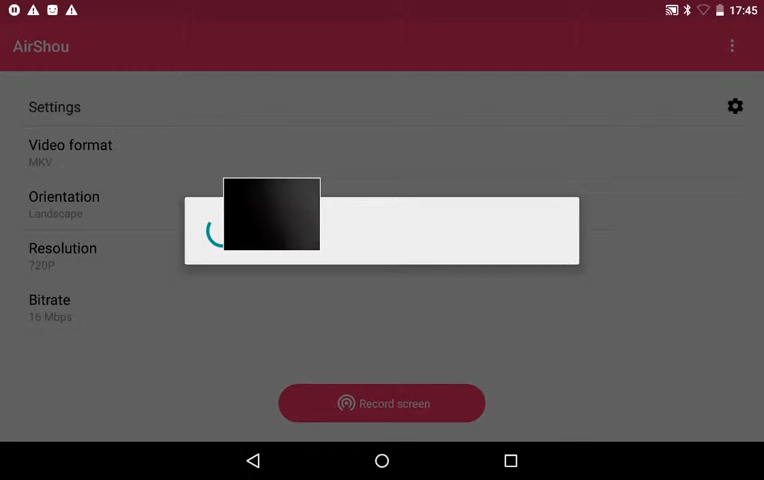 17:45
AirShou
Settings
Video format
MKV
Orientation
Landscape
Resolution
720P
Bitrate
16 Mbps
Record screen